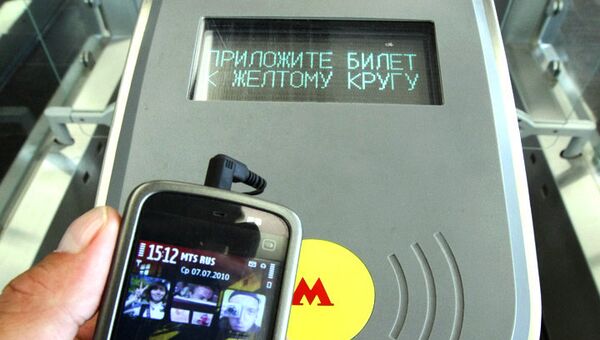 ПРИЛОЖИТЕ БИЛЕТ
К ЖЕЛТОМУ КРУГУ
15:12 MTS RUS
Ср 07.07.2010
М